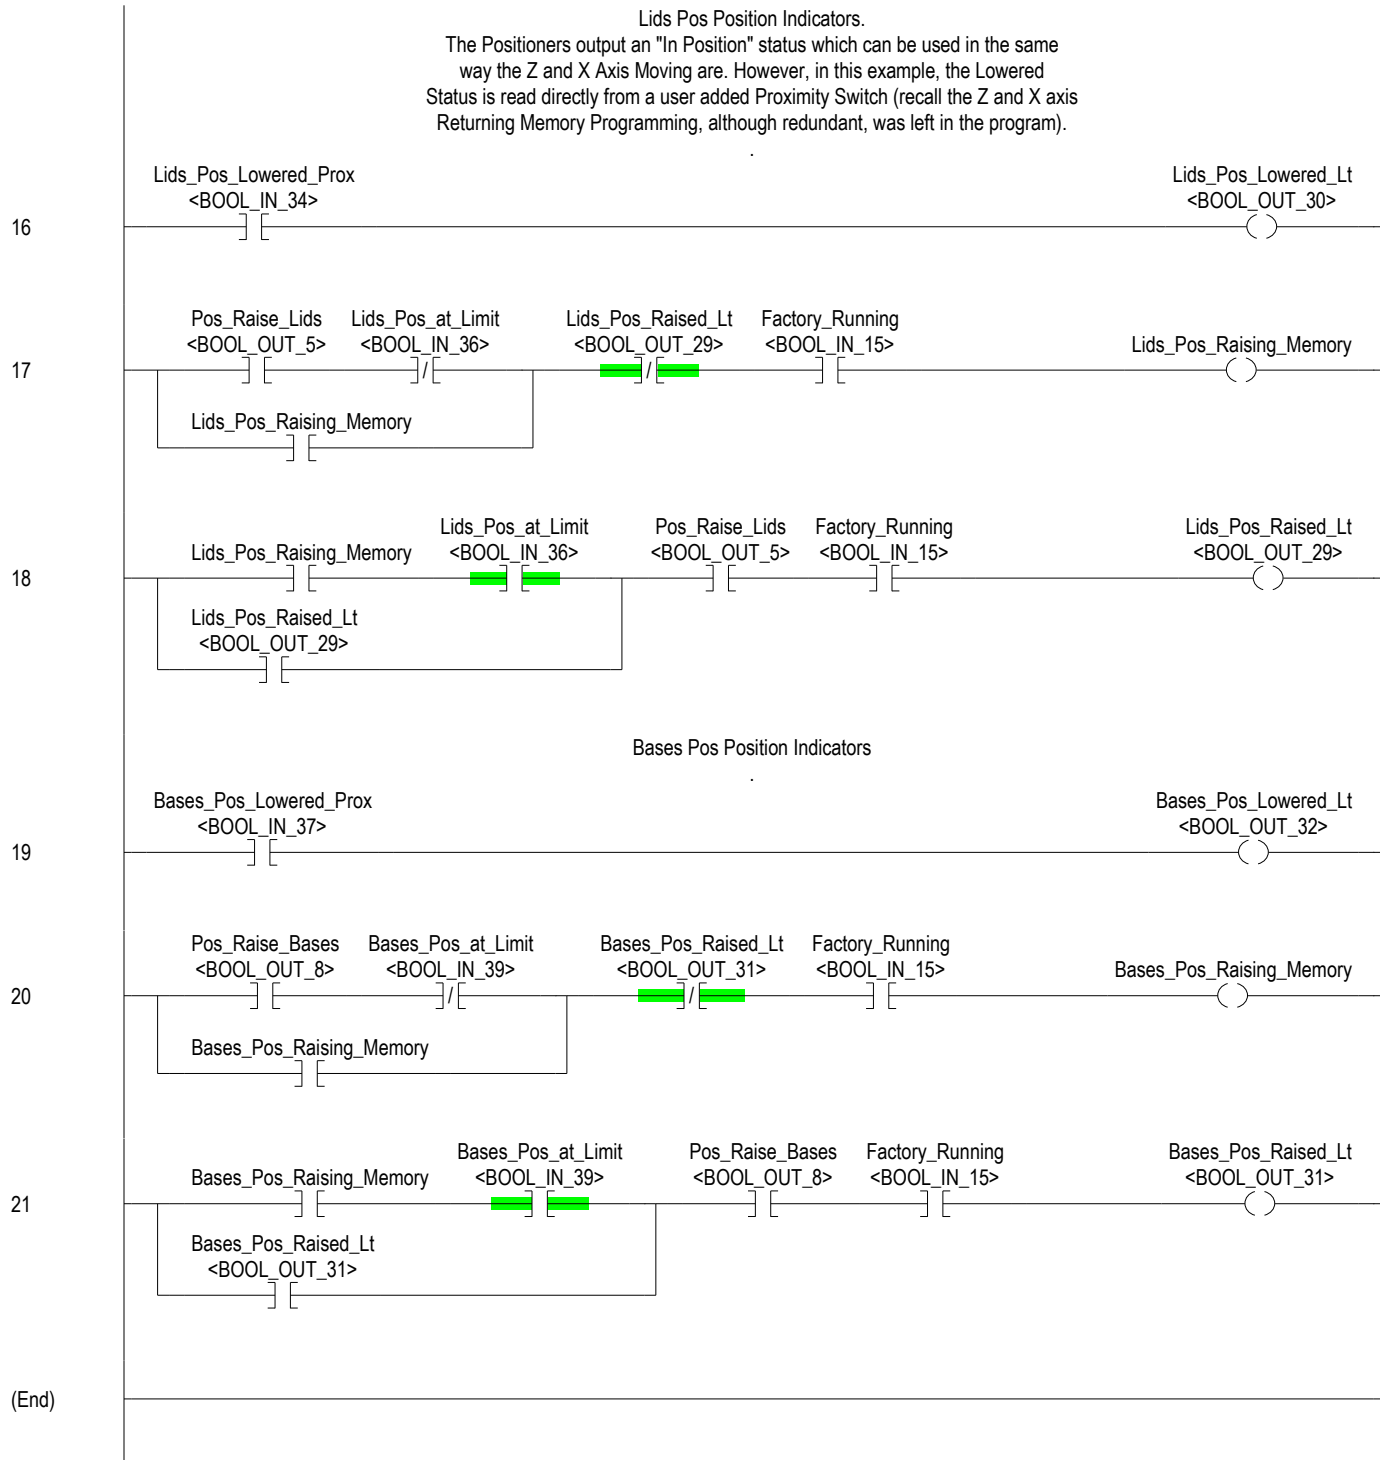 Lids Pos Position Indicators.
The Positioners output an "In Position" status which can be used in the same
way the Z and X Axis Moving are. However, in this example, the Lowered
Status is read directly from a user added Proximity Switch (recall the Z and X axis
Returning Memory Programming, although redundant, was left in the program).
.
Lids_Pos_Lowered_Prox Lids_Pos_Lowered_Lt
<BOOL_IN_34> <BOOL_OUT_30>
16
Pos_Raise_Lids Lids_Pos_at_Limit Lids_Pos_Raised_Lt Factory_Running
<BOOL_OUT_5> <BOOL_IN_36> <BOOL_OUT_29> <BOOL_IN_15> Lids_Pos_Raising_Memory
17 / /
Lids_Pos_Raising_Memory
Lids_Pos_at_Limit Pos_Raise_Lids Factory_Running Lids_Pos_Raised_Lt
Lids_Pos_Raising_Memory <BOOL_IN_36> <BOOL_OUT_5> <BOOL_IN_15> <BOOL_OUT_29>
18
Lids_Pos_Raised_Lt
<BOOL_OUT_29>
Bases Pos Position Indicators
.
Bases_Pos_Lowered_Prox Bases_Pos_Lowered_Lt
<BOOL_IN_37> <BOOL_OUT_32>
19
Pos_Raise_Bases Bases_Pos_at_Limit Bases_Pos_Raised_Lt Factory_Running
<BOOL_OUT_8> <BOOL_IN_39> <BOOL_OUT_31> <BOOL_IN_15> Bases_Pos_Raising_Memory
20 / /
Bases_Pos_Raising_Memory
Bases_Pos_at_Limit Pos_Raise_Bases Factory_Running Bases_Pos_Raised_Lt
Bases_Pos_Raising_Memory <BOOL_IN_39> <BOOL_OUT_8> <BOOL_IN_15> <BOOL_OUT_31>
21
Bases_Pos_Raised_Lt
<BOOL_OUT_31>
(End)